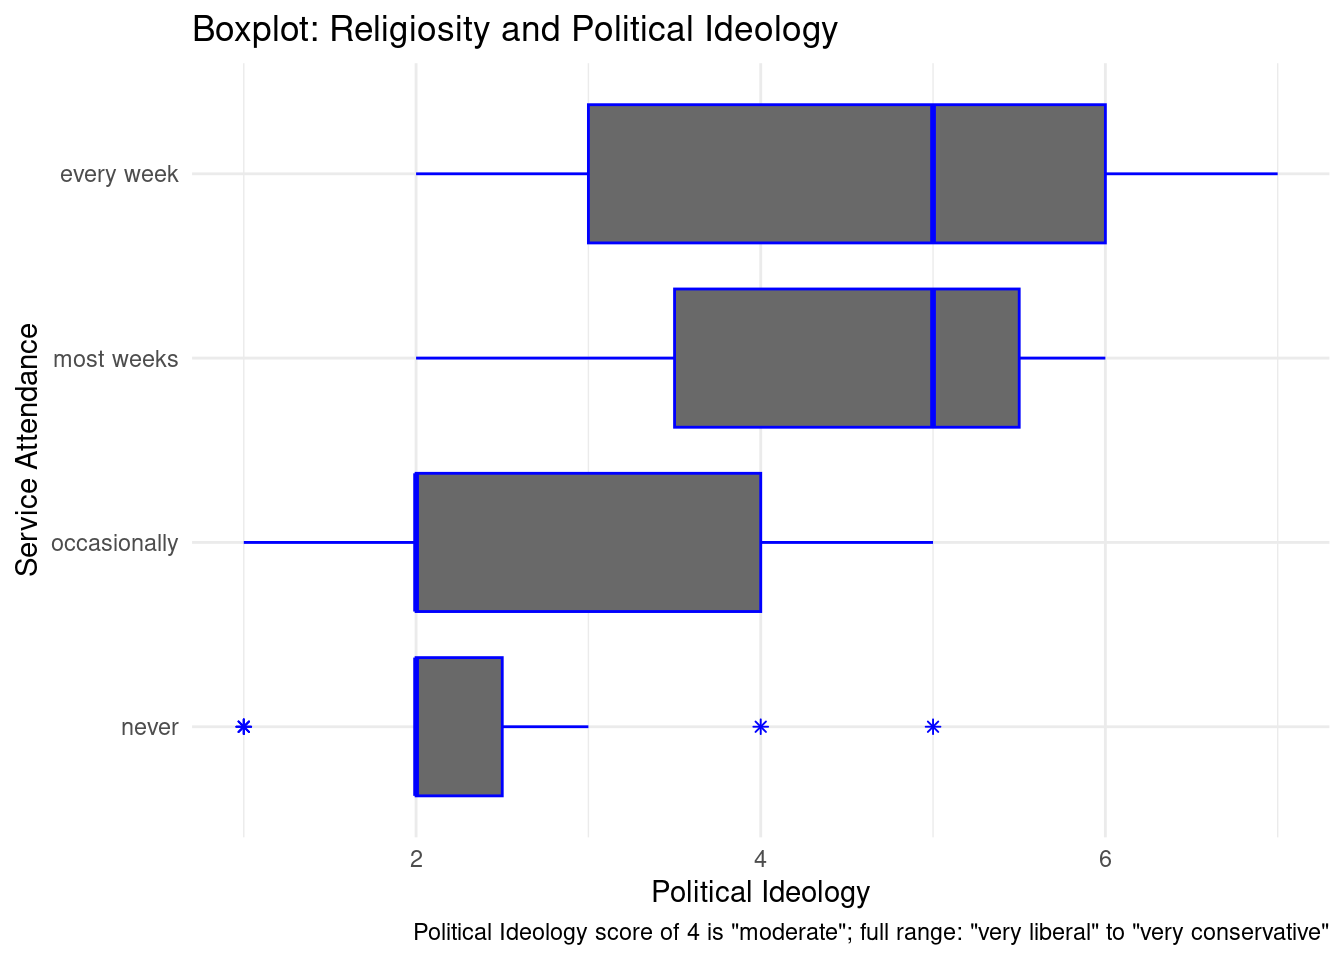 Boxplot: Religiosity and Political Ideology
every week
most weeks
occasionally
never
Service Attendance
2 4 6
Political Ideology
Political Ideology score of 4 is "moderate"; full range: "very liberal" to "very conservative"